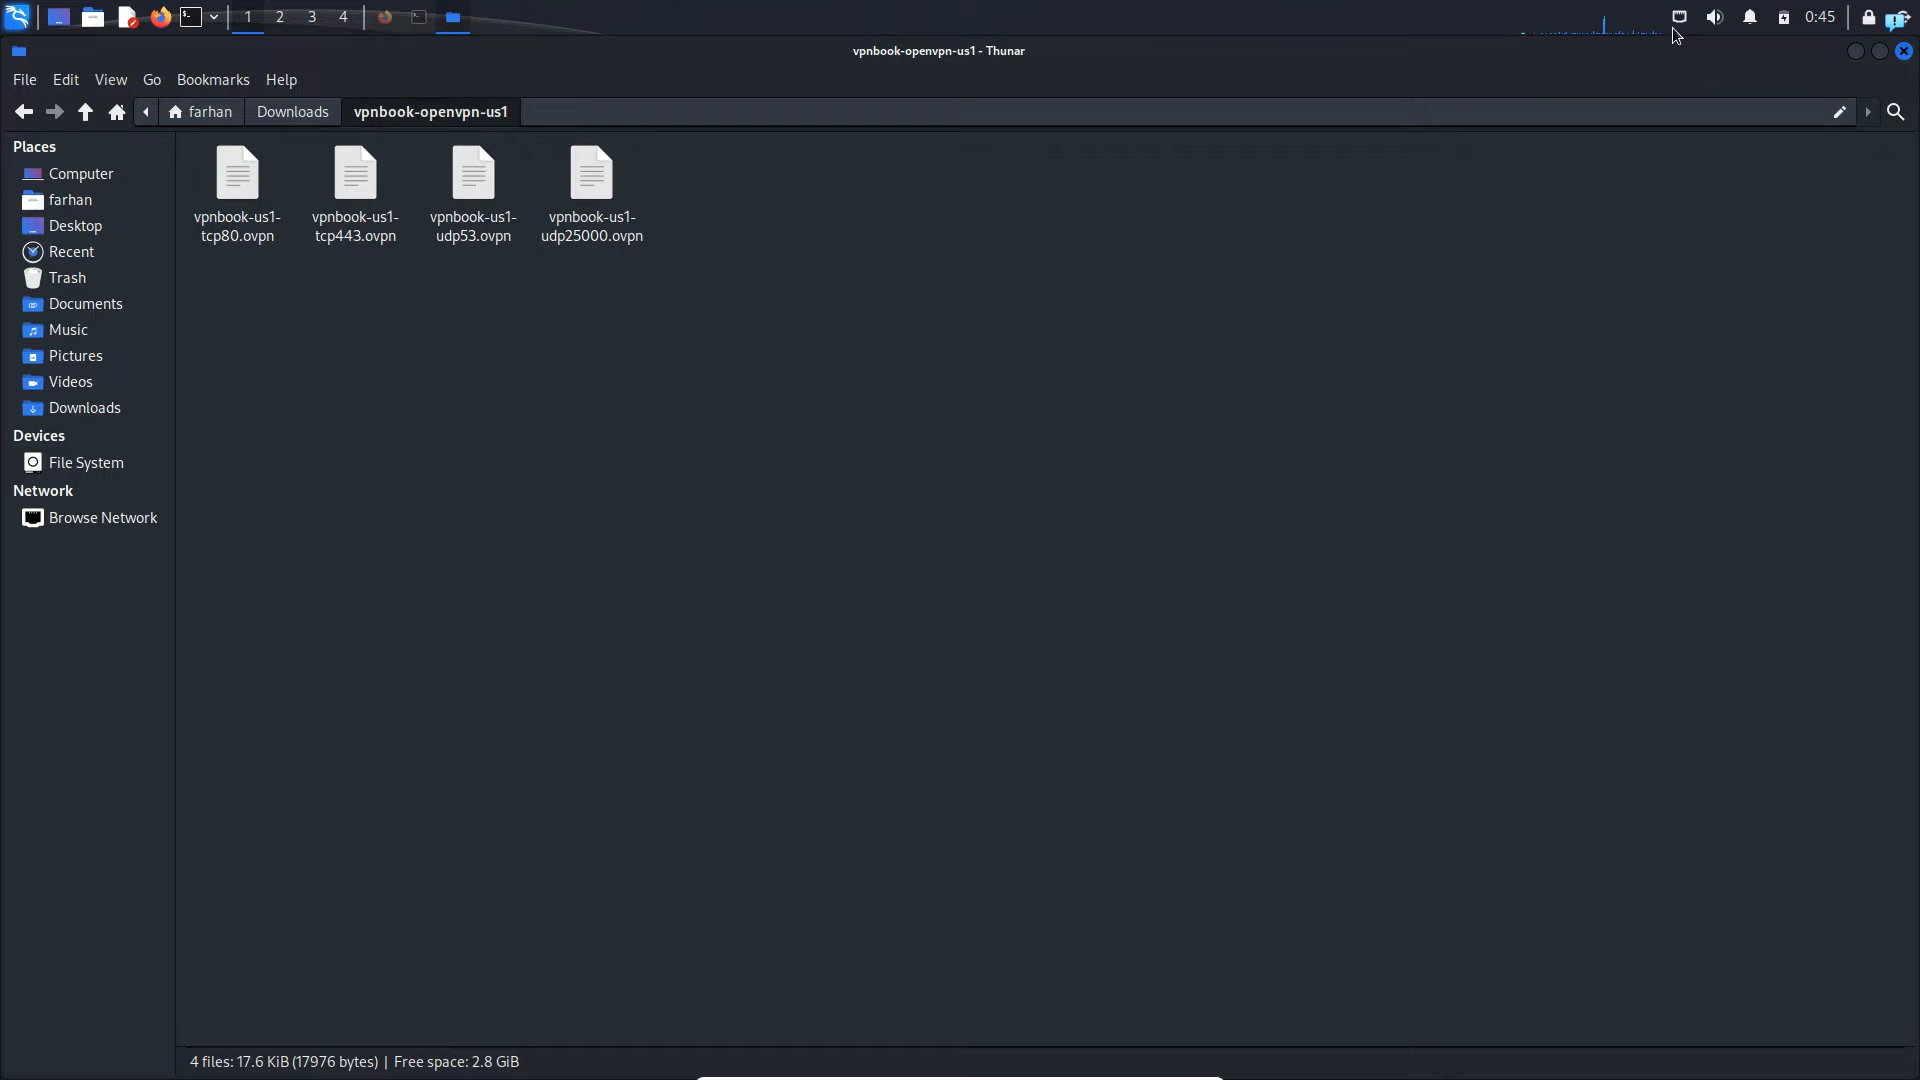 1 2 3 4 0:45
vpnbook-openvpn-us1 - Thunar
File Edit View Go Bookmarks Help
farhan Downloads vpnbook-openvpn-us1
Places
Computer
farhan
Desktop
Recent
Trash
Documents
Music
Pictures
Videos
Downloads
Devices
File System
Network
Browse Network
vpnbook-us1-
tcp80.ovpn
vpnbook-us1-
tcp443.ovpn
vpnbook-us1-
udp53.ovpn
vpnbook-us1-
udp25000.ovpn
4 files: 17.6 KiB (17976 bytes) | Free space: 2.8 GiB